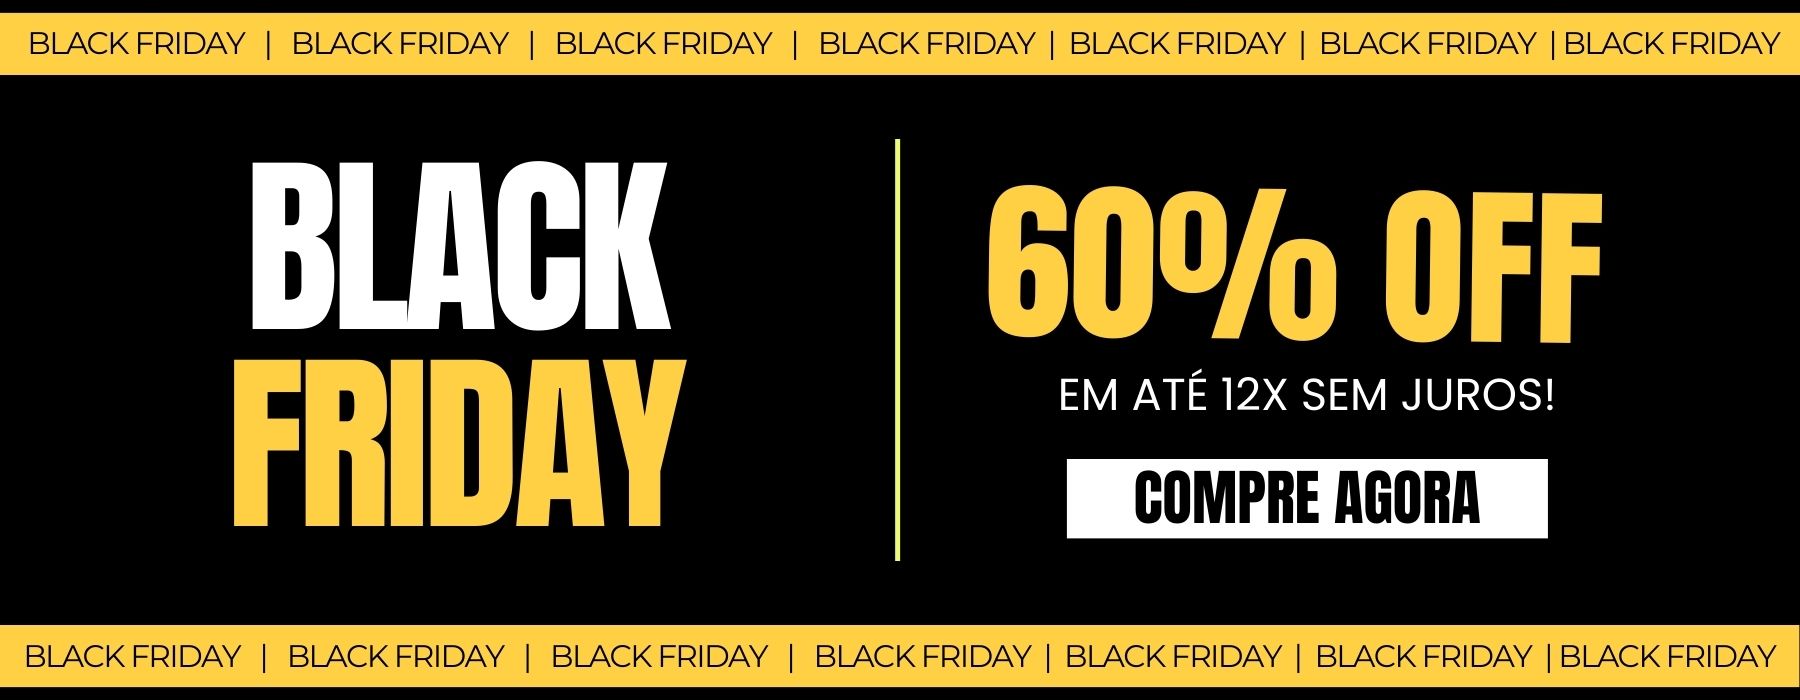 BLACK FRIDAY | BLACK FRIDAY | BLACK FRIDAY | BLACK FRIDAY | BLACK FRIDAY | BLACK FRIDAY | BLACK FRIDAY
BLACK
FRIDAY
60% OFF
EM ATÉ 12X SEM JUROS!
COMPRE AGORA
BLACK FRIDAY | BLACK FRIDAY | BLACK FRIDAY | BLACK FRIDAY | BLACK FRIDAY | BLACK FRIDAY | BLACK FRIDAY